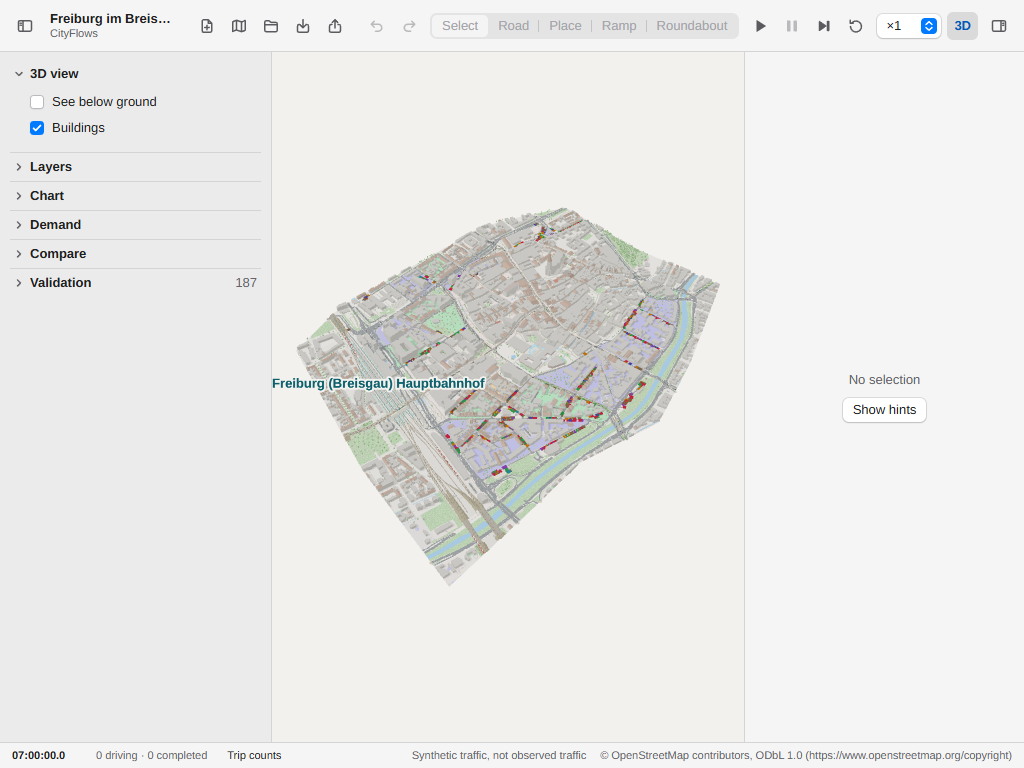 Freiburg im Breis…
CityFlows
Select
Road
Place
Ramp
Roundabout
×1
3D
3D view
See below ground
Buildings
Layers
Chart
Demand
Compare
Validation 187
Freiburg (Breisgau) Hauptbahnhof
No selection
Show hints
07:00:00.0
0 driving · 0 completed
Trip counts
Synthetic traffic, not observed traffic
© OpenStreetMap contributors, ODbL 1.0 (https://www.openstreetmap.org/copyright)